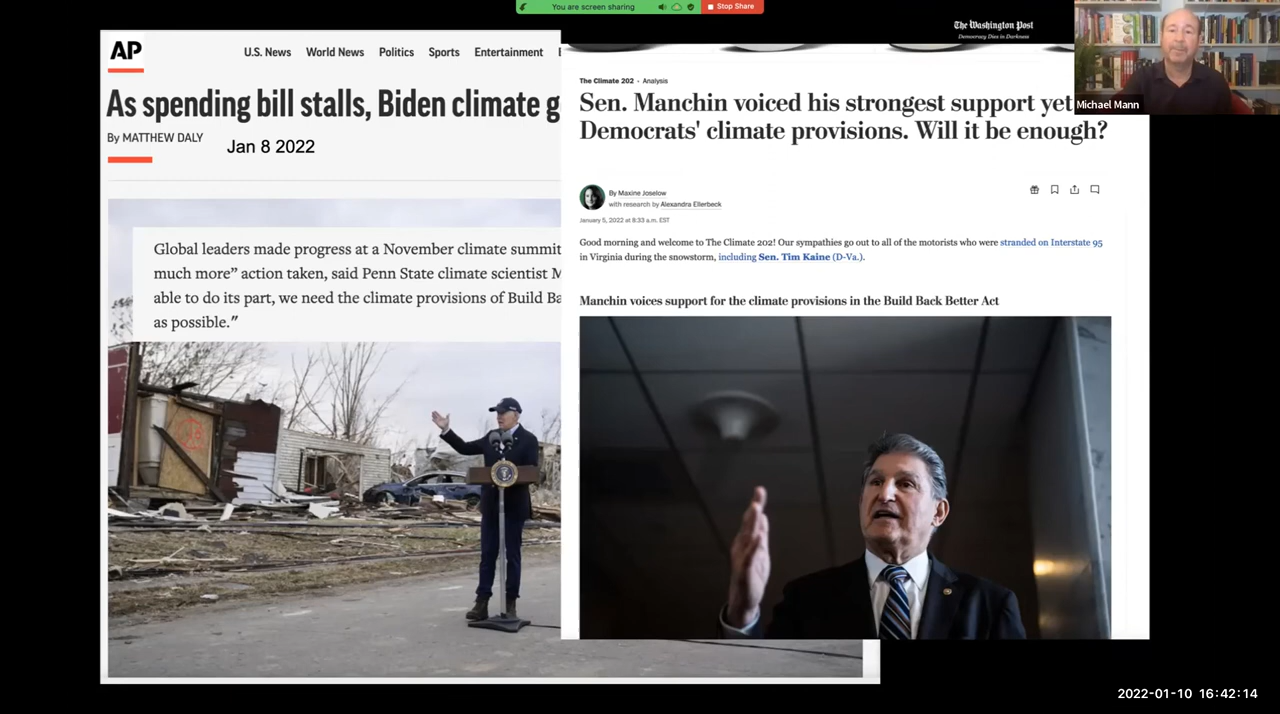 You are screen sharing
Stop Share
AP
U.S. News World News Politics Sports Entertainment
As spending bill stalls, Biden climate g
By MATTHEW DALY
Jan 8 2022
Global leaders made progress at a November climate summit
much more” action taken, said Penn State climate scientist M
able to do its part, we need the climate provisions of Build Ba
as possible.”
The Washington Post
Democracy Dies in Darkness
The Climate 202 • Analysis
Sen. Manchin voiced his strongest support yet
Democrats' climate provisions. Will it be enough?
By Maxine Joselow
with research by Alexandra Ellerbeck
January 5, 2022 at 8:33 a.m. EST
Good morning and welcome to The Climate 202! Our sympathies go out to all of the motorists who were stranded on Interstate 95
in Virginia during the snowstorm, including Sen. Tim Kaine (D-Va.).
Manchin voices support for the climate provisions in the Build Back Better Act
Michael Mann
2022-01-10 16:42:14